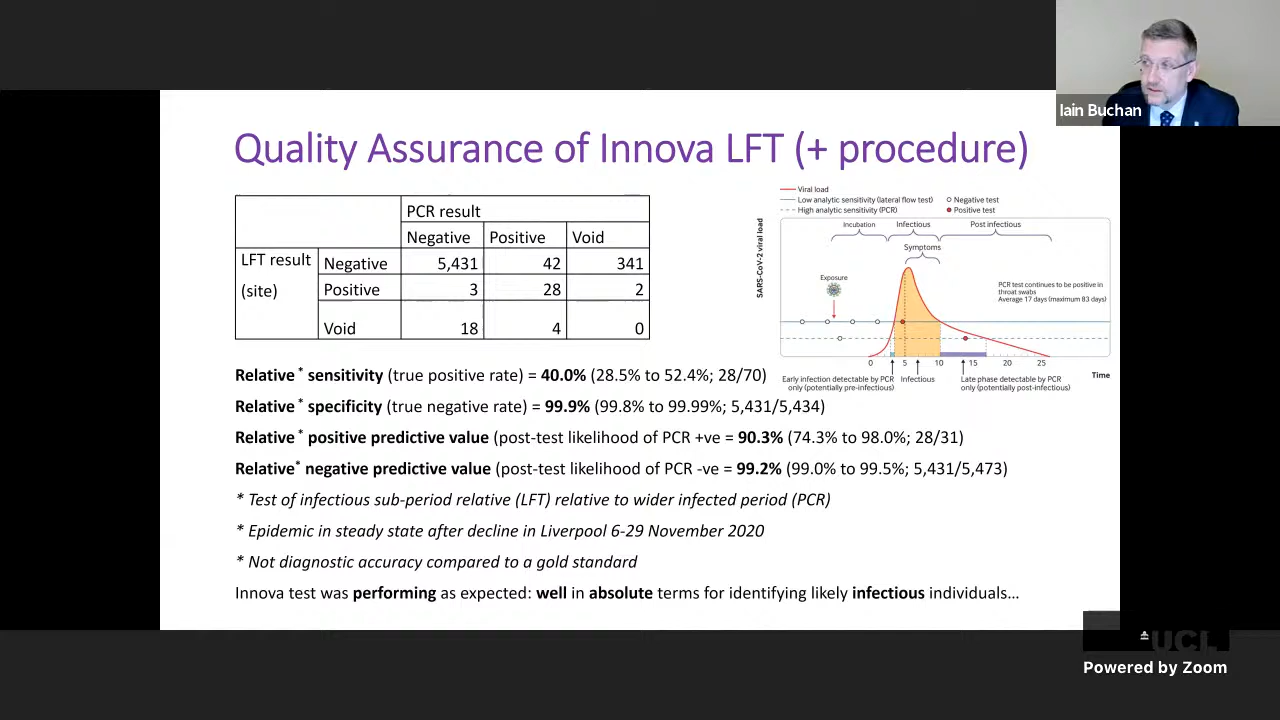 Iain Buchan
Quality Assurance of Innova LFT (+ procedure)
PCR result
Negative Positive Void
LFT result (site)
Negative 5,431 42 341
Positive 3 28 2
Void 18 4 0
Viral load
Low analytic sensitivity (lateral flow test)
High analytic sensitivity (PCR)
Negative test
Positive test
SARS-CoV-2 viral load
Incubation Infectious Post infectious
Symptoms
Exposure
PCR test continues to be positive in
throat swabs
Average 17 days (maximum 83 days)
0 5 10 15 20 25
Time
Early infection detectable by PCR
only (potentially pre-infectious)
Infectious
Late phase detectable by PCR
only (potentially post-infectious)
Relative* sensitivity (true positive rate) = 40.0% (28.5% to 52.4%; 28/70)
Relative* specificity (true negative rate) = 99.9% (99.8% to 99.99%; 5,431/5,434)
Relative* positive predictive value (post-test likelihood of PCR +ve = 90.3% (74.3% to 98.0%; 28/31)
Relative* negative predictive value (post-test likelihood of PCR -ve = 99.2% (99.0% to 99.5%; 5,431/5,473)
* Test of infectious sub-period relative (LFT) relative to wider infected period (PCR)
* Epidemic in steady state after decline in Liverpool 6-29 November 2020
* Not diagnostic accuracy compared to a gold standard
Innova test was performing as expected: well in absolute terms for identifying likely infectious individuals…
UCL
Powered by Zoom